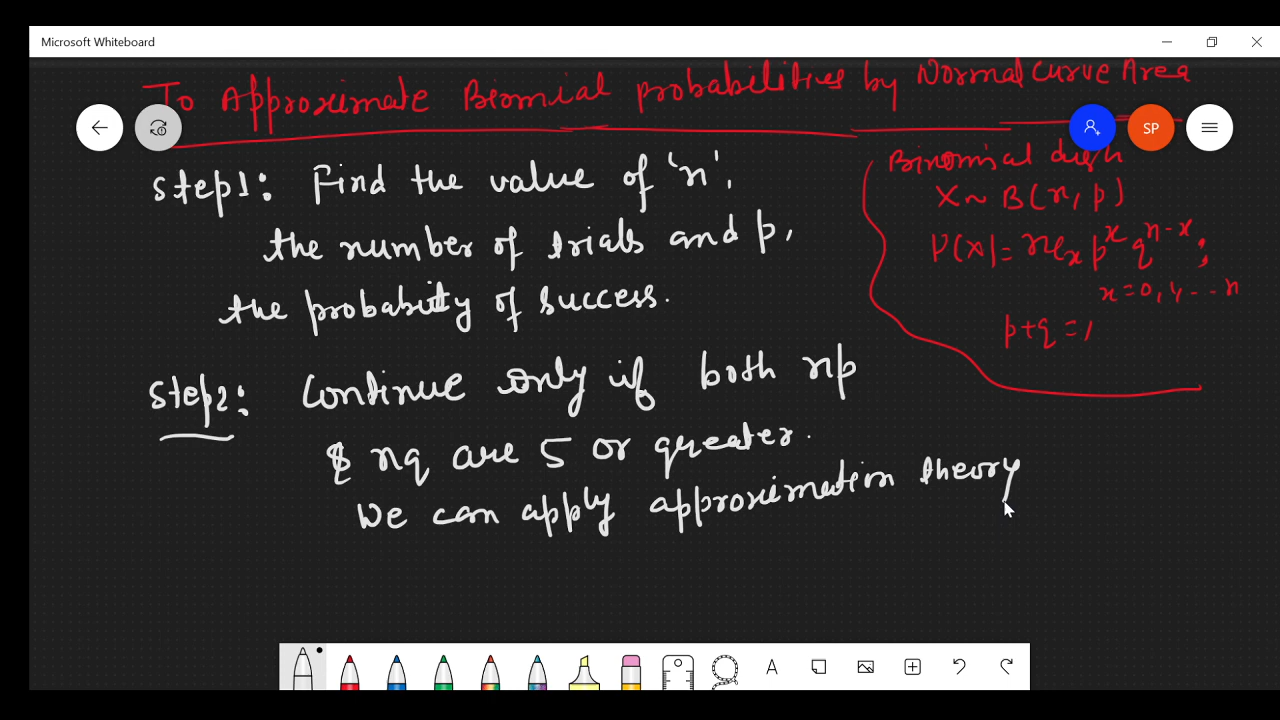 Microsoft Whiteboard
To Approximate Binomial probabilities by Normal Curve Area
SP
Step1: Find the value of 'n',
the number of trials and p,
the probability of success.
Step2: Continue only if both np
& nq are 5 or greater.
We can apply approximation theory
Binomial distn
X ~ B(n, p)
P(x) = nCx p^x q^n-x ;
x = 0, 1, ... n
p+q = 1
A